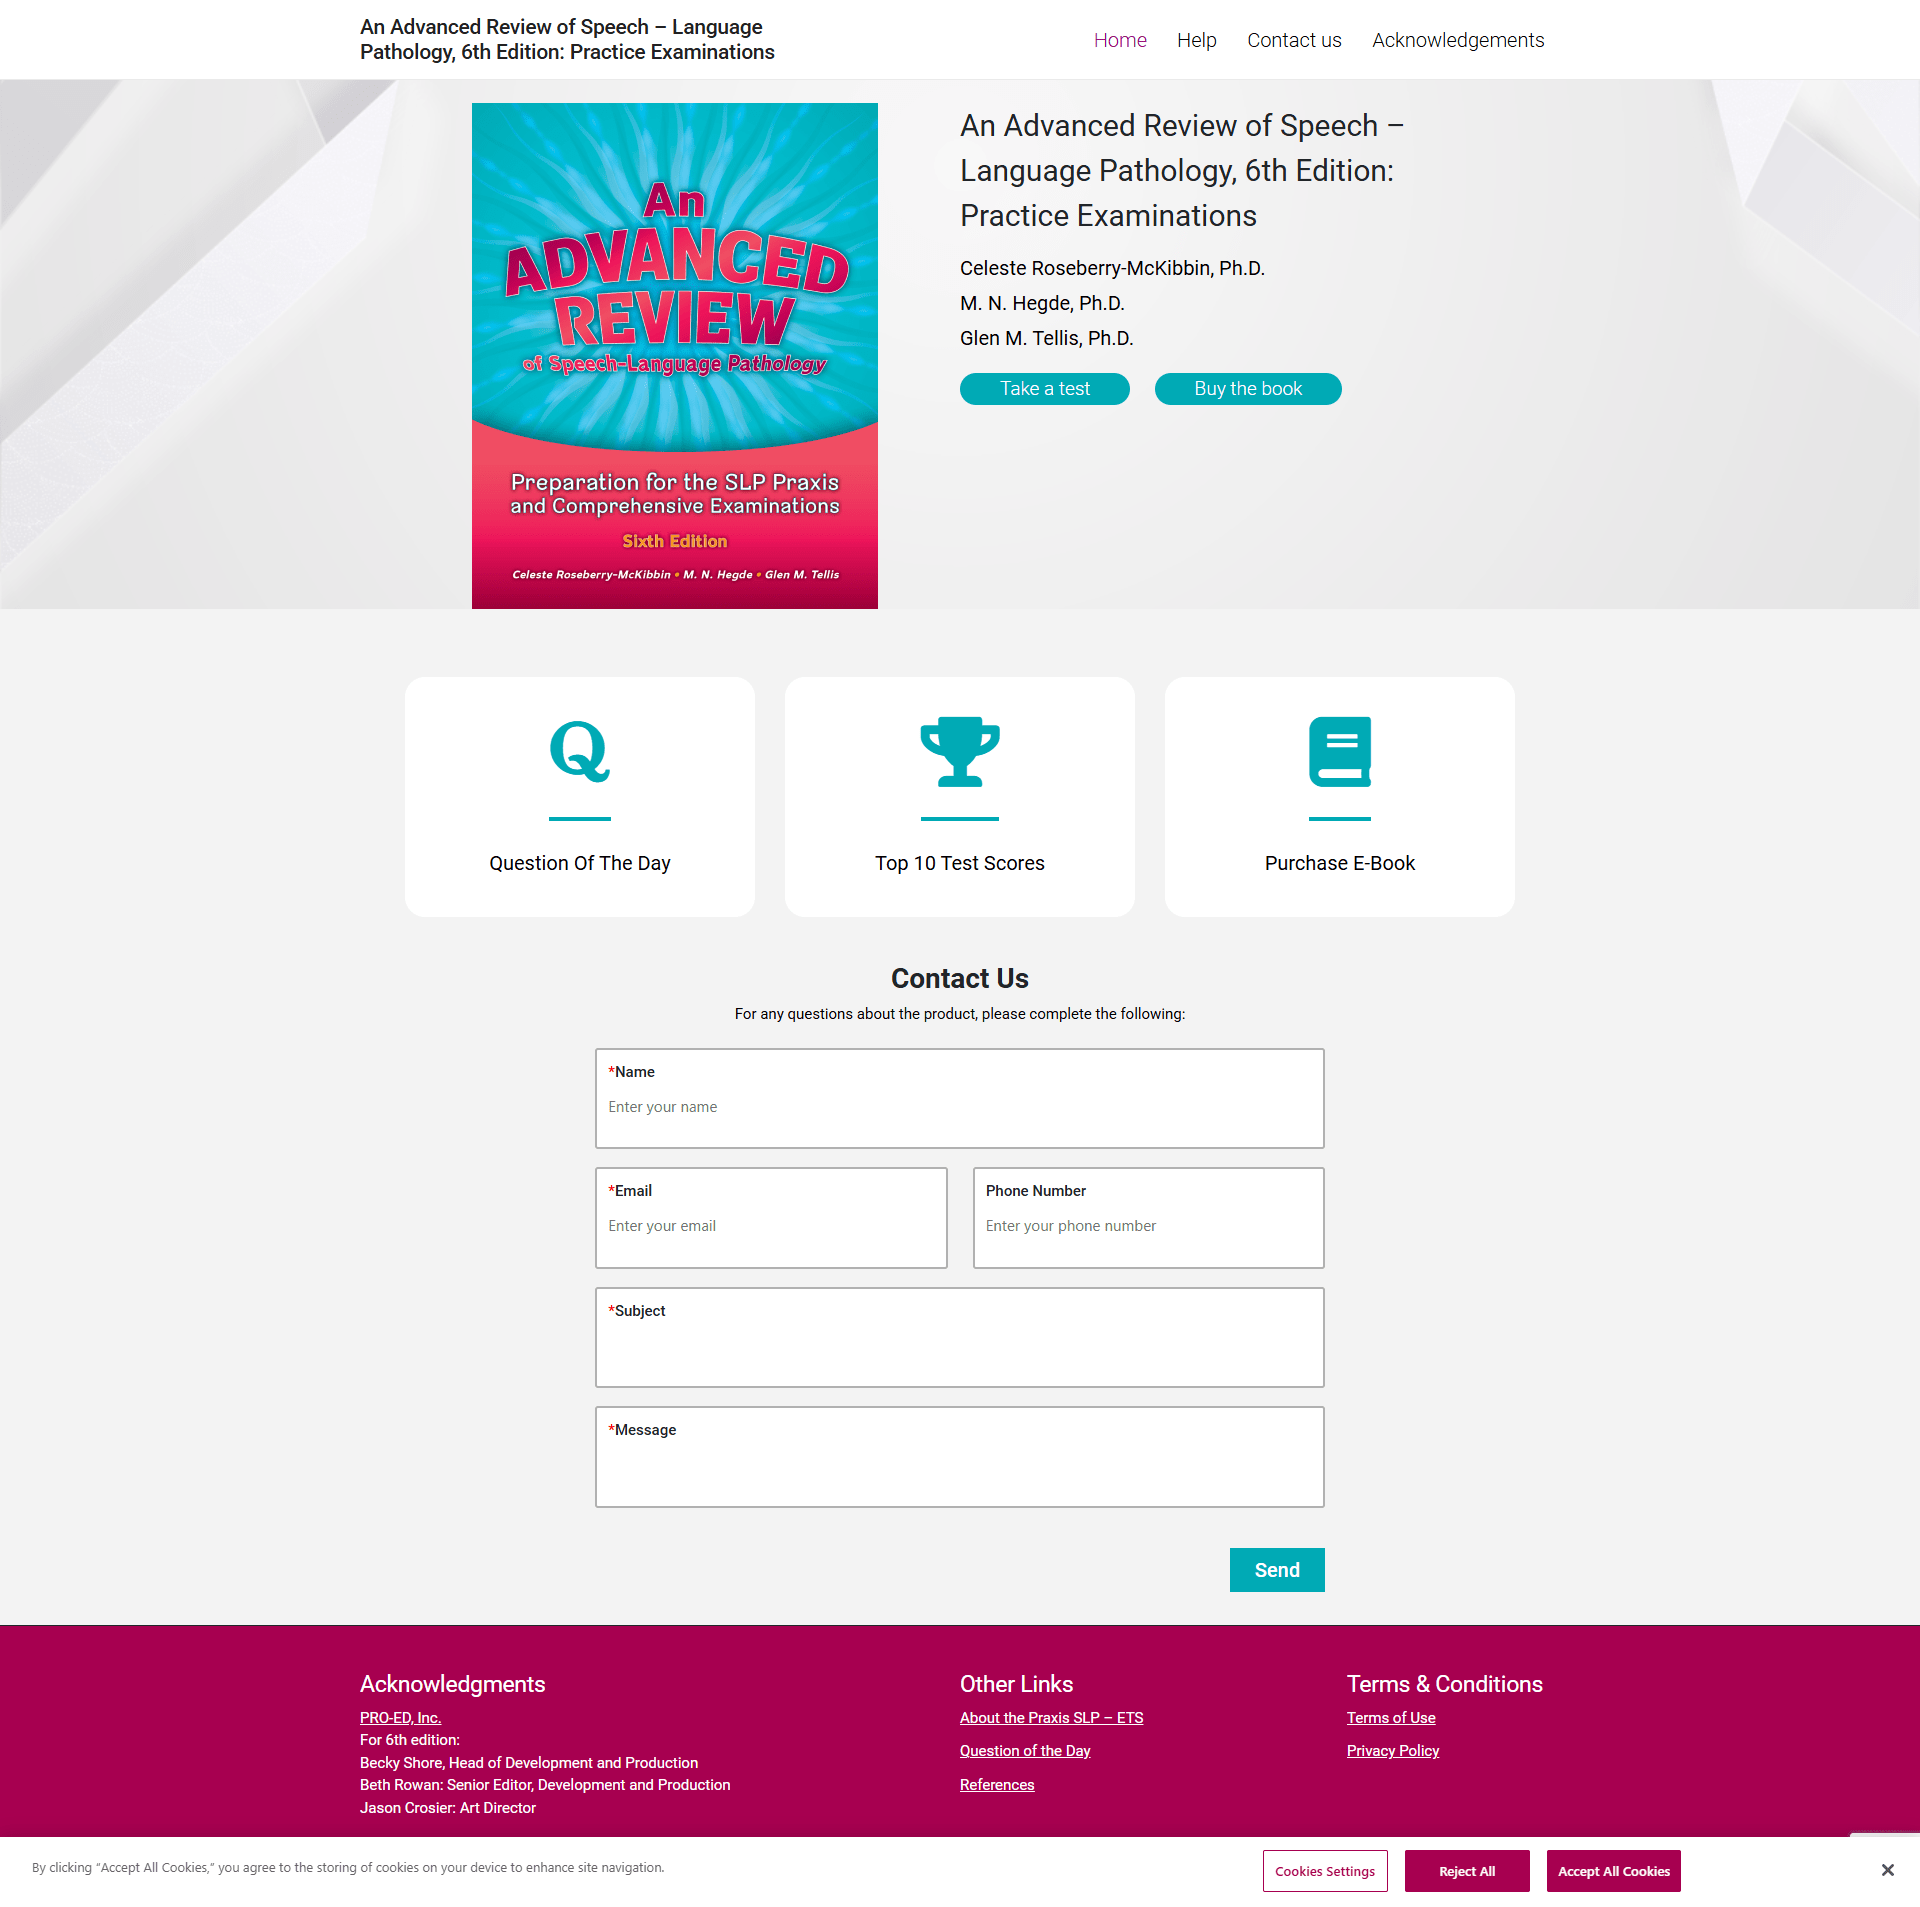 An Advanced Review of Speech – Language
Pathology, 6th Edition: Practice Examinations
Home Help Contact us Acknowledgements
An
ADVANCED
REVIEW
of Speech-Language Pathology
Preparation for the SLP Praxis
and Comprehensive Examinations
Sixth Edition
Celeste Roseberry-McKibbin • M. N. Hegde • Glen M. Tellis
An Advanced Review of Speech –
Language Pathology, 6th Edition:
Practice Examinations
Celeste Roseberry-McKibbin, Ph.D.
M. N. Hegde, Ph.D.
Glen M. Tellis, Ph.D.
Take a test Buy the book
Q
Question Of The Day
Top 10 Test Scores
Purchase E-Book
Contact Us
For any questions about the product, please complete the following:
*Name
Enter your name
*Email
Enter your email
Phone Number
Enter your phone number
*Subject
*Message
Send
Acknowledgments
PRO-ED, Inc.
For 6th edition:
Becky Shore, Head of Development and Production
Beth Rowan: Senior Editor, Development and Production
Jason Crosier: Art Director
Other Links
About the Praxis SLP – ETS
Question of the Day
References
Terms & Conditions
Terms of Use
Privacy Policy
By clicking “Accept All Cookies,” you agree to the storing of cookies on your device to enhance site navigation.
Cookies Settings Reject All Accept All Cookies